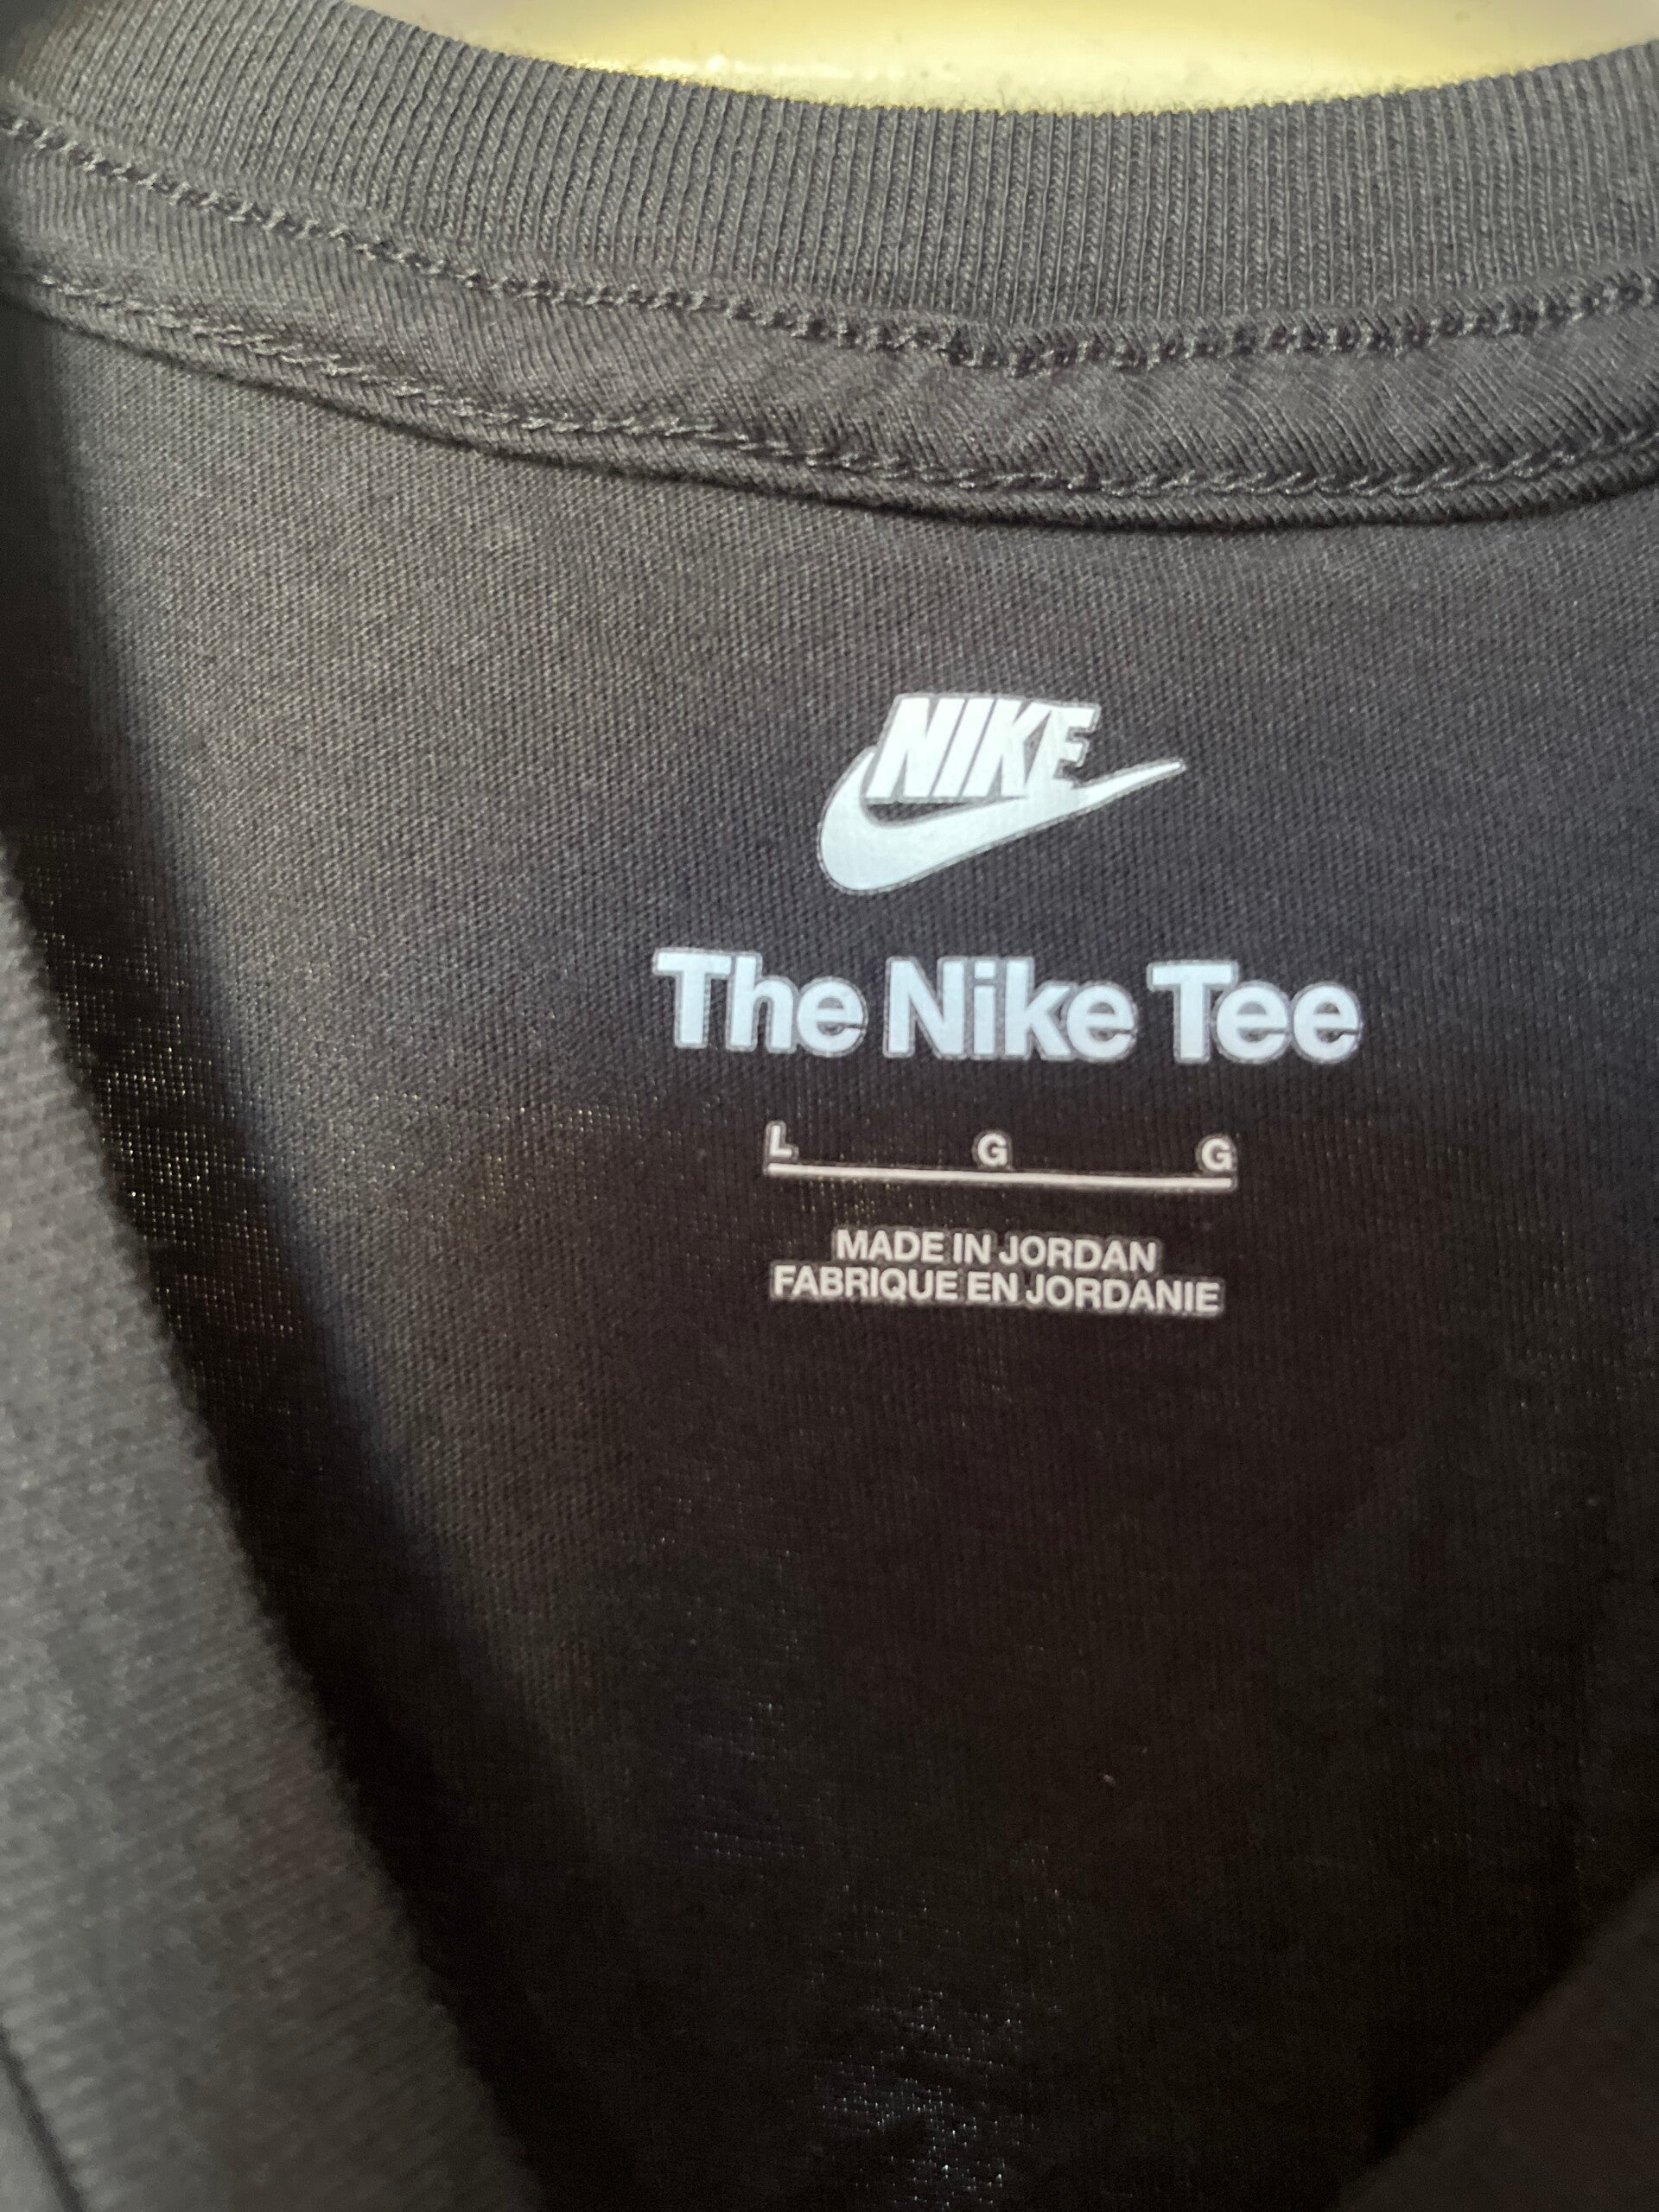 NIKE
The Nike Tee
L G G
MADE IN JORDAN
FABRIQUE EN JORDANIE